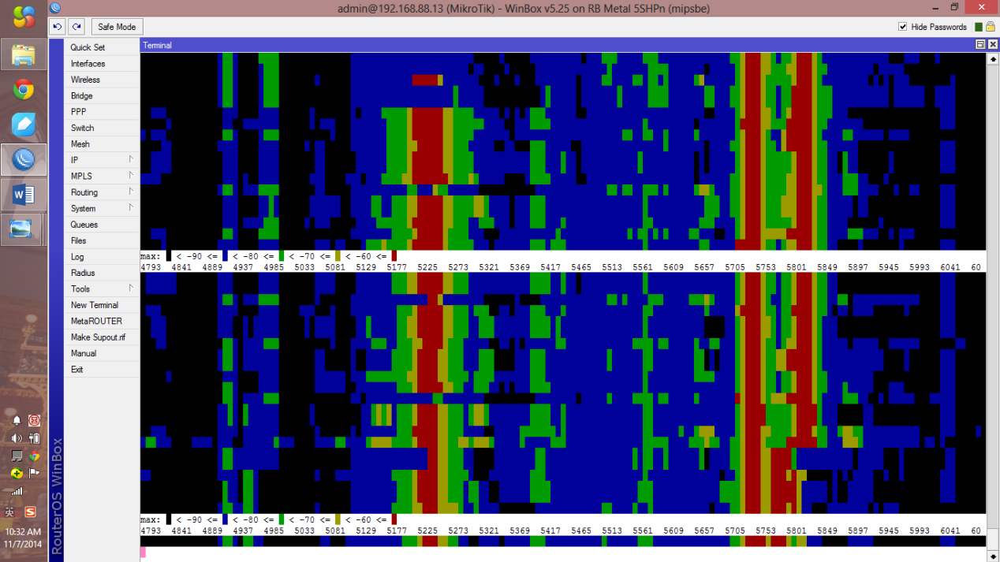 admin@192.168.88.13 (MikroTik) - WinBox v5.25 on RB Metal 5SHPn (mipsbe)
Safe Mode
Hide Passwords
Terminal
Quick Set
Interfaces
Wireless
Bridge
PPP
Switch
Mesh
IP
MPLS
Routing
System
Queues
Files
Log
Radius
Tools
New Terminal
MetaROUTER
Make Supout.rif
Manual
Exit
RouterOS WinBox
max: < -90 <= < -80 <= < -70 <= < -60 <=
4793 4841 4889 4937 4985 5033 5081 5129 5177 5225 5273 5321 5369 5417 5465 5513 5561 5609 5657 5705 5753 5801 5849 5897 5945 5993 6041 60
max: < -90 <= < -80 <= < -70 <= < -60 <=
4793 4841 4889 4937 4985 5033 5081 5129 5177 5225 5273 5321 5369 5417 5465 5513 5561 5609 5657 5705 5753 5801 5849 5897 5945 5993 6041 60
W
英 S
10:32 AM
11/7/2014